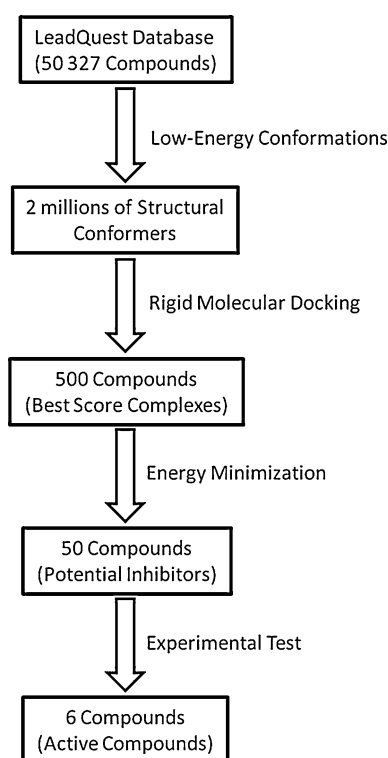 LeadQuest Database
(50 327 Compounds)
Low-Energy Conformations
2 millions of Structural
Conformers
Rigid Molecular Docking
500 Compounds
(Best Score Complexes)
Energy Minimization
50 Compounds
(Potential Inhibitors)
Experimental Test
6 Compounds
(Active Compounds)